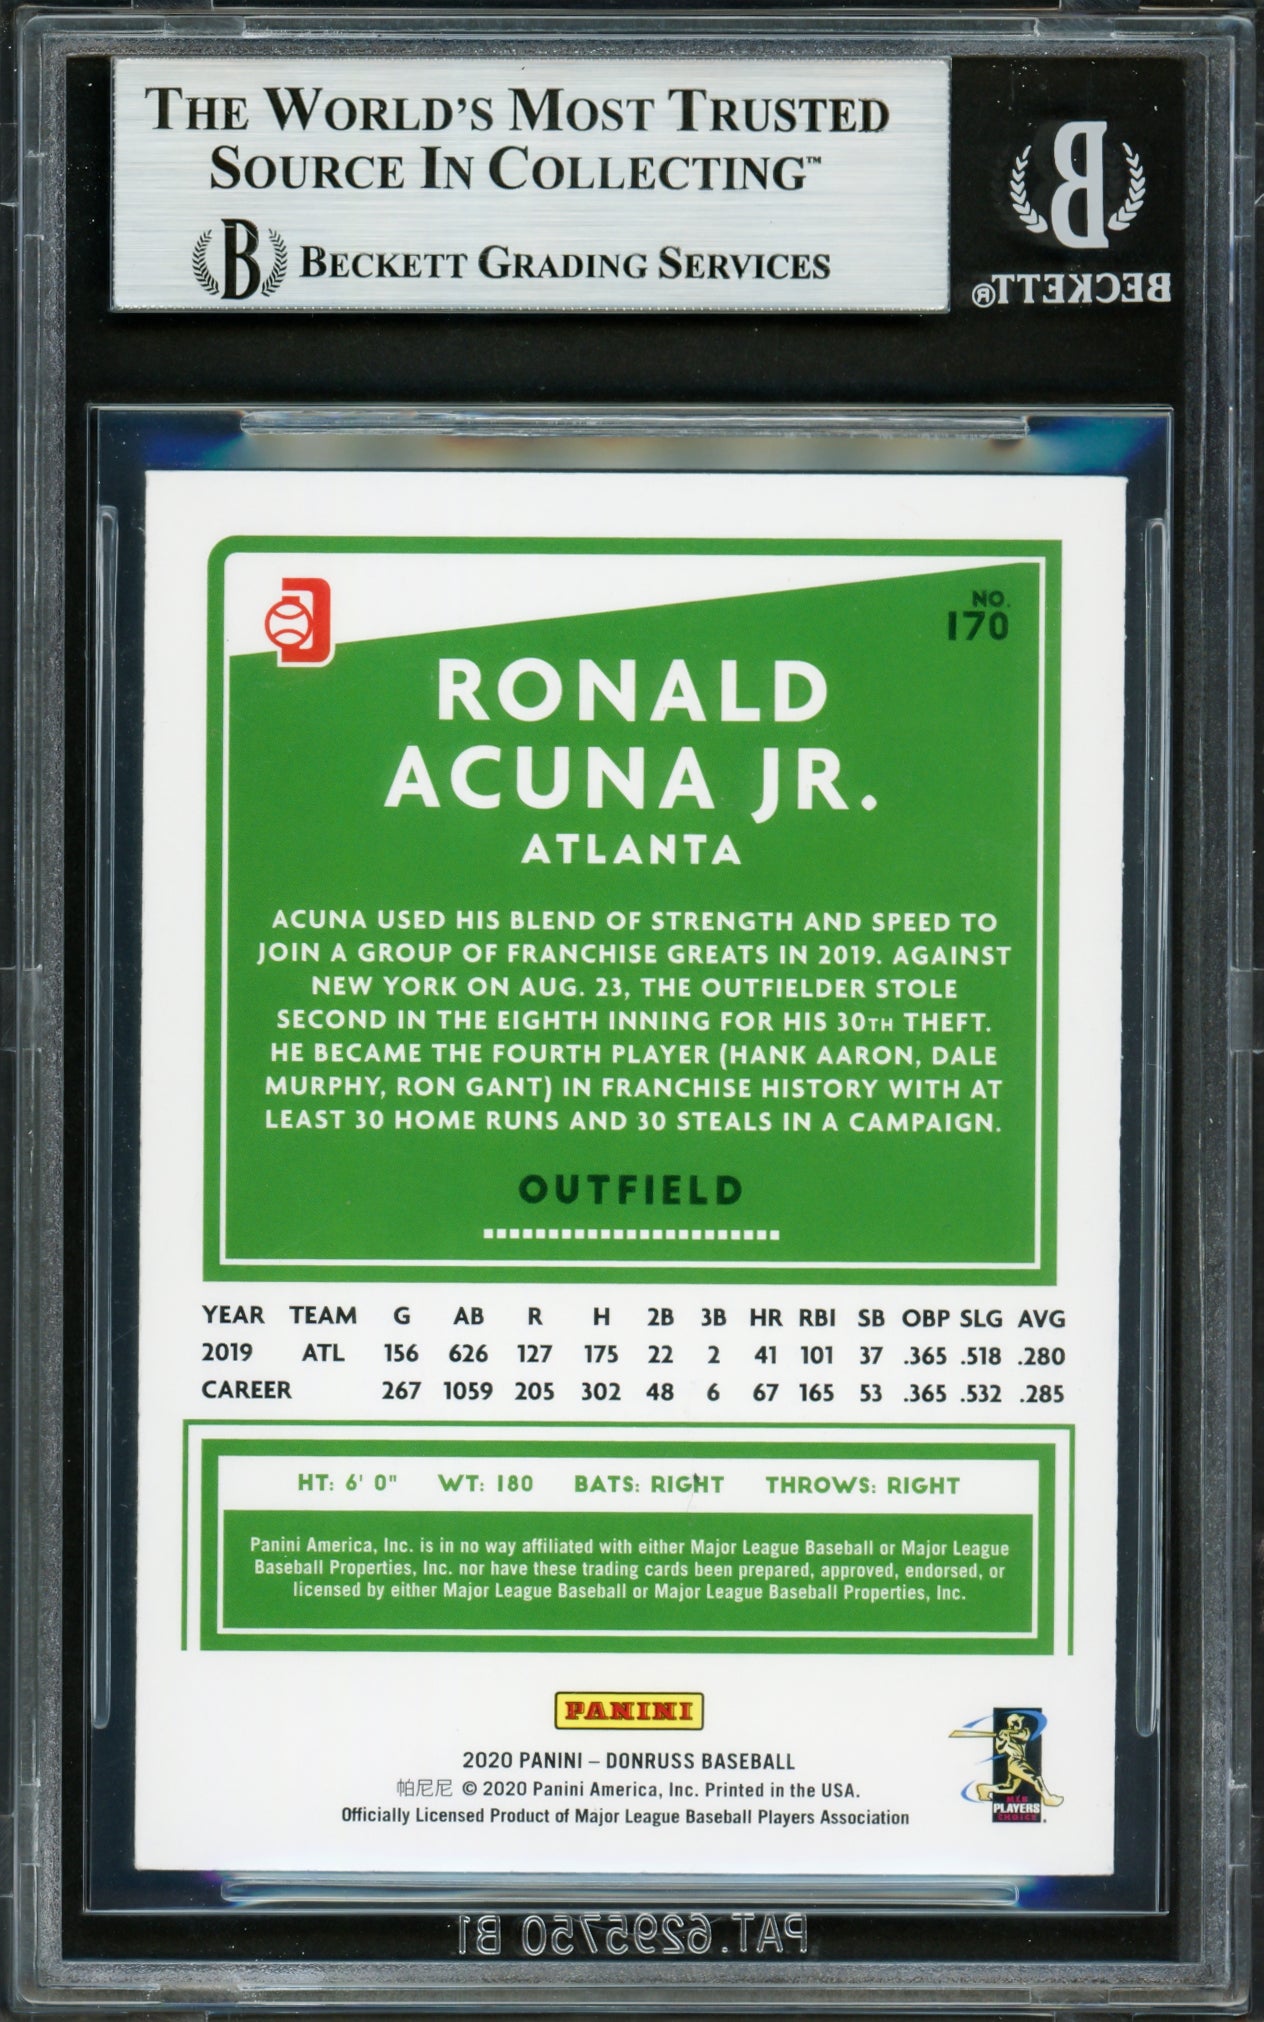 THE WORLD'S MOST TRUSTED
SOURCE IN COLLECTING™
B BECKETT GRADING SERVICES
B
BECKETT®
NO.
170
RONALD
ACUNA JR.
ATLANTA
ACUNA USED HIS BLEND OF STRENGTH AND SPEED TO
JOIN A GROUP OF FRANCHISE GREATS IN 2019. AGAINST
NEW YORK ON AUG. 23, THE OUTFIELDER STOLE
SECOND IN THE EIGHTH INNING FOR HIS 30TH THEFT.
HE BECAME THE FOURTH PLAYER (HANK AARON, DALE
MURPHY, RON GANT) IN FRANCHISE HISTORY WITH AT
LEAST 30 HOME RUNS AND 30 STEALS IN A CAMPAIGN.
OUTFIELD
YEAR TEAM G AB R H 2B 3B HR RBI SB OBP SLG AVG
2019 ATL 156 626 127 175 22 2 41 101 37 .365 .518 .280
CAREER 267 1059 205 302 48 6 67 165 53 .365 .532 .285
HT: 6' 0" WT: 180 BATS: RIGHT THROWS: RIGHT
Panini America, Inc. is in no way affiliated with either Major League Baseball or Major League
Baseball Properties, Inc. nor have these trading cards been prepared, approved, endorsed, or
licensed by either Major League Baseball or Major League Baseball Properties, Inc.
PANINI
2020 PANINI – DONRUSS BASEBALL
帕尼尼 © 2020 Panini America, Inc. Printed in the USA.
Officially Licensed Product of Major League Baseball Players Association
MLB
PLAYERS
CHOICE
PAT. 6295750 B1